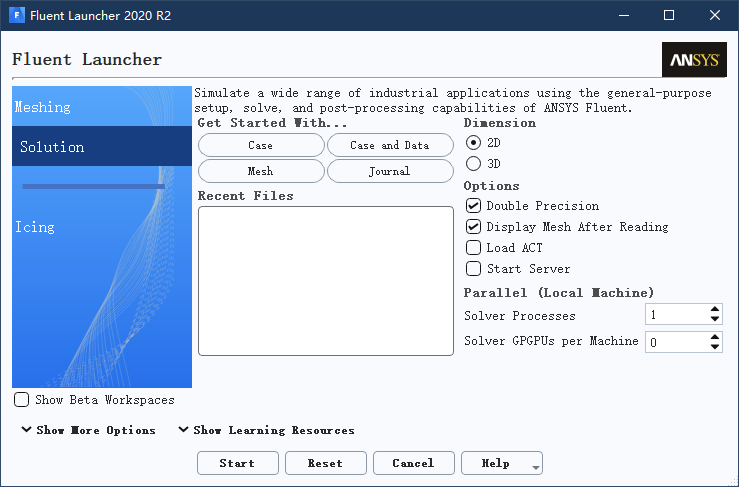 Fluent Launcher 2020 R2
Fluent Launcher
ANSYS
Meshing
Solution
Icing
Simulate a wide range of industrial applications using the general-purpose
setup, solve, and post-processing capabilities of ANSYS Fluent.
Get Started With...
Case
Case and Data
Mesh
Journal
Recent Files
Dimension
2D
3D
Options
Double Precision
Display Mesh After Reading
Load ACT
Start Server
Parallel (Local Machine)
Solver Processes
1
Solver GPGPUs per Machine
0
Show Beta Workspaces
Show More Options
Show Learning Resources
Start
Reset
Cancel
Help